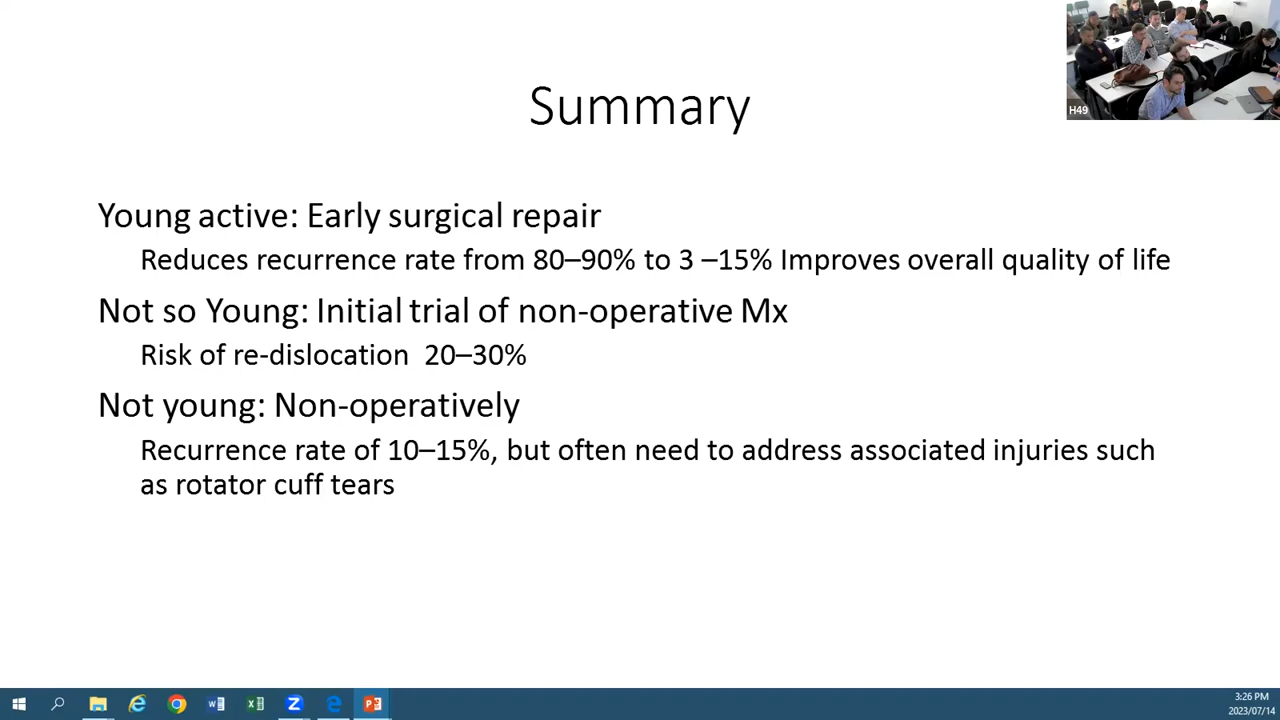 H49
Summary
Young active: Early surgical repair
Reduces recurrence rate from 80–90% to 3 –15% Improves overall quality of life
Not so Young: Initial trial of non-operative Mx
Risk of re-dislocation  20–30%
Not young: Non-operatively
Recurrence rate of 10–15%, but often need to address associated injuries such
as rotator cuff tears
3:26 PM
2023/07/14